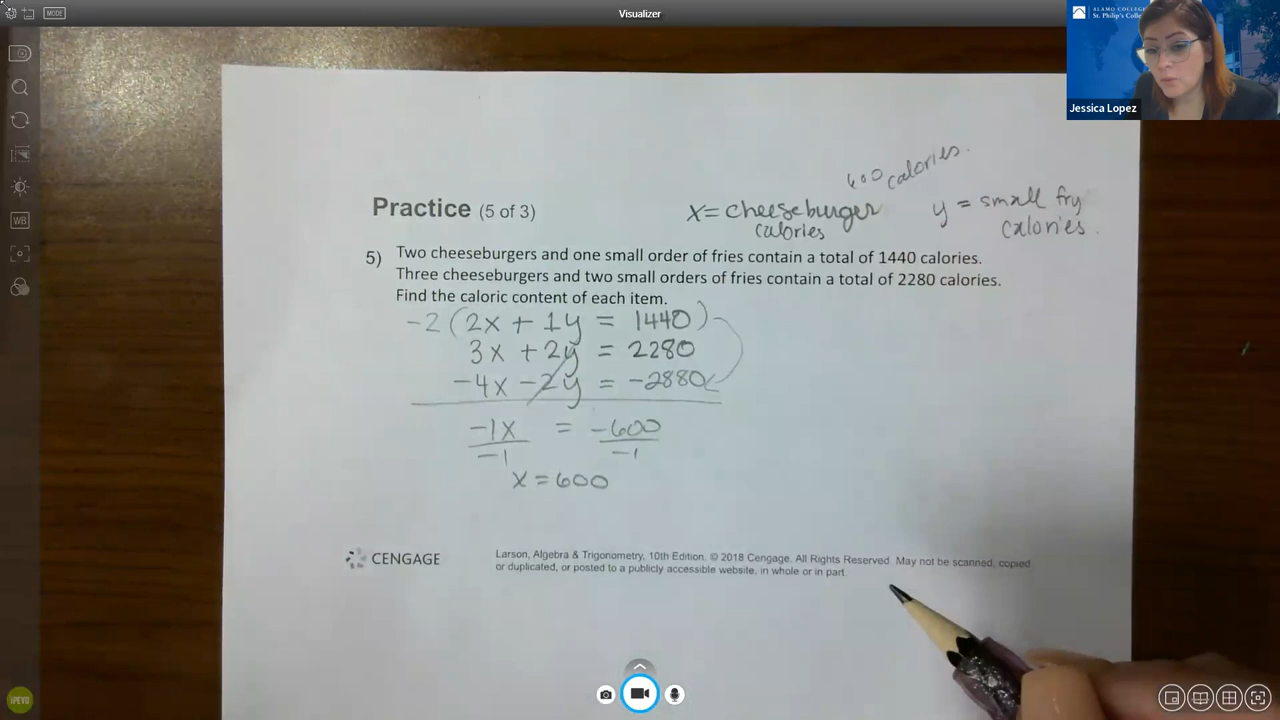 MODE
Visualizer
ALAMO COLLEG
St. Philip's Colle
Jessica Lopez
WB
600 calories.
Practice (5 of 3)
x = cheeseburger calories
y = small fry calories.
5) Two cheeseburgers and one small order of fries contain a total of 1440 calories.
Three cheeseburgers and two small orders of fries contain a total of 2280 calories.
Find the caloric content of each item.
-2 (2x + 1y = 1440)
3x + 2y = 2280
-4x - 2y = -2880
-1x = -600
-1 -1
x = 600
CENGAGE
Larson, Algebra & Trigonometry, 10th Edition. © 2018 Cengage. All Rights Reserved. May not be scanned, copied
or duplicated, or posted to a publicly accessible website, in whole or in part.
IPEVO